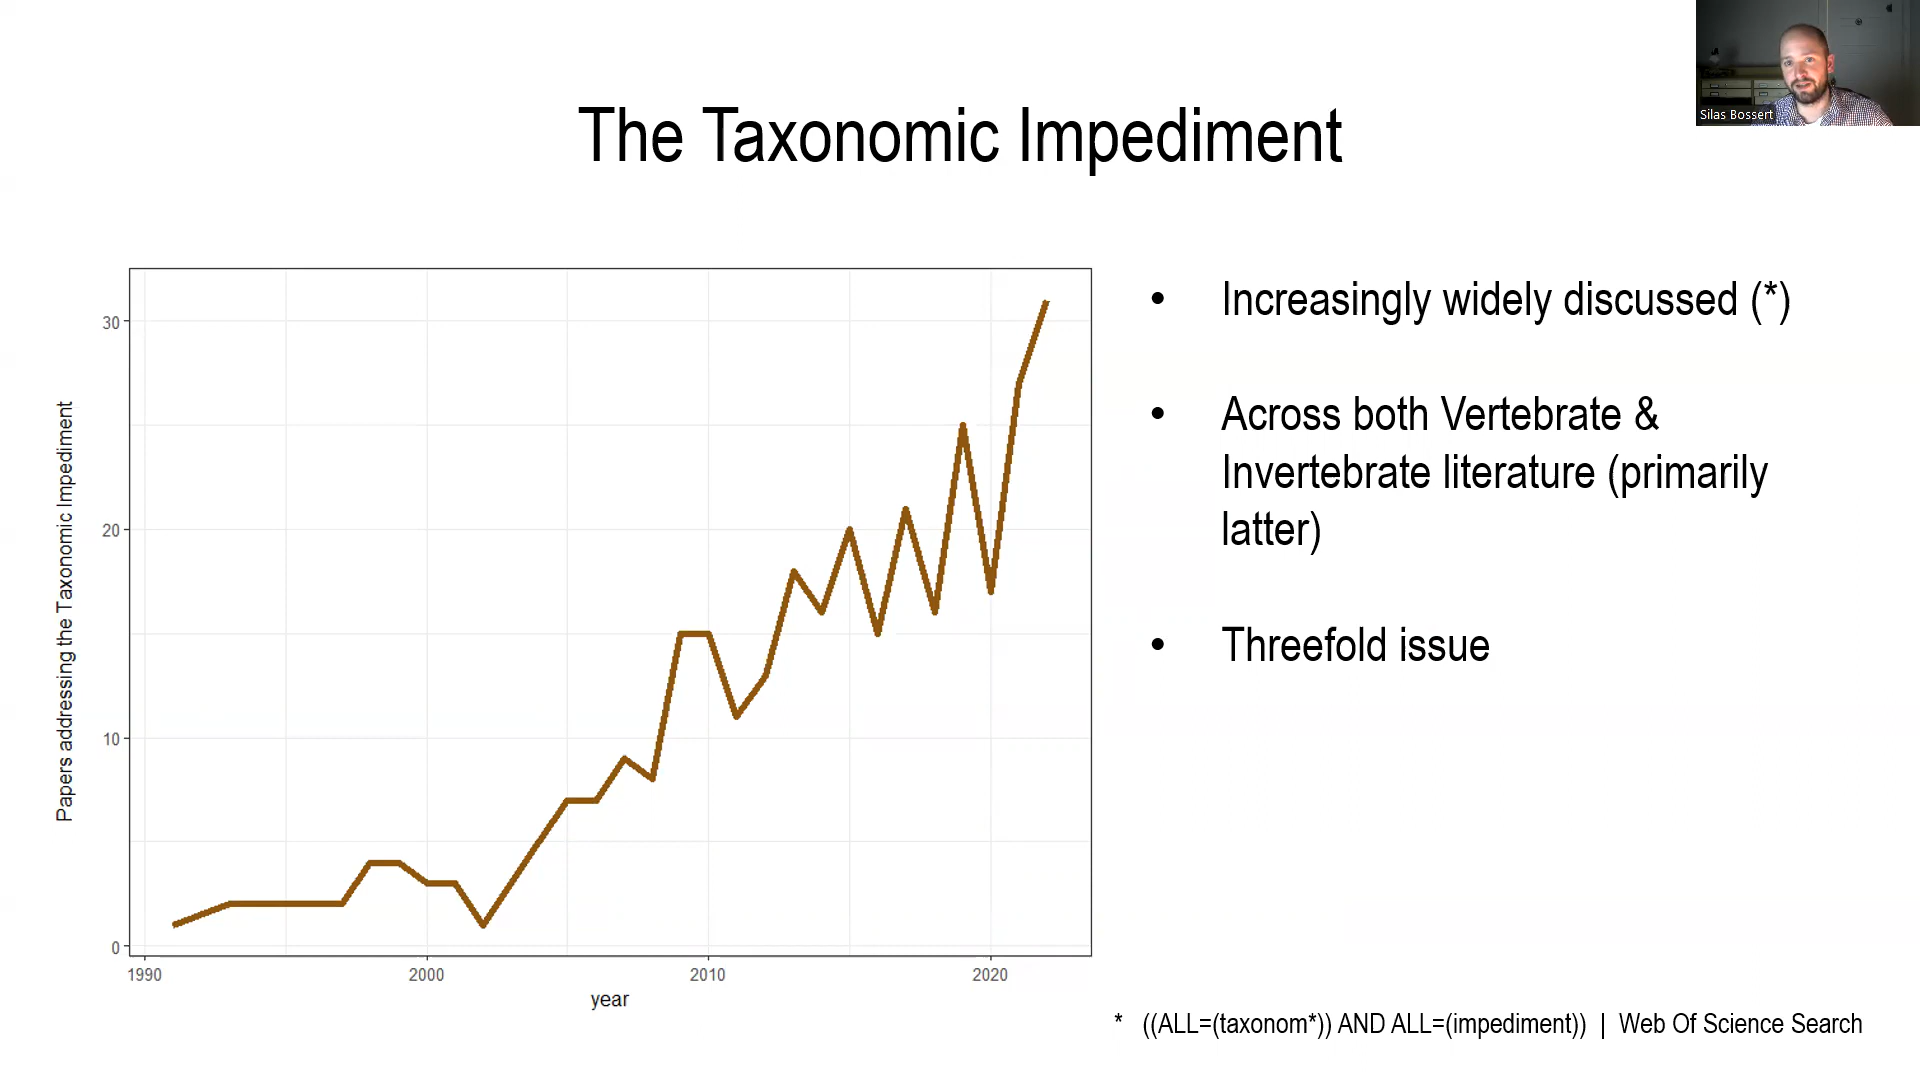 Silas Bossert
The Taxonomic Impediment
Papers addressing the Taxonomic Impediment
30
20
10
0
1990
2000
2010
2020
year
• Increasingly widely discussed (*)
• Across both Vertebrate &
Invertebrate literature (primarily
latter)
• Threefold issue
* ((ALL=(taxonom*)) AND ALL=(impediment)) | Web Of Science Search